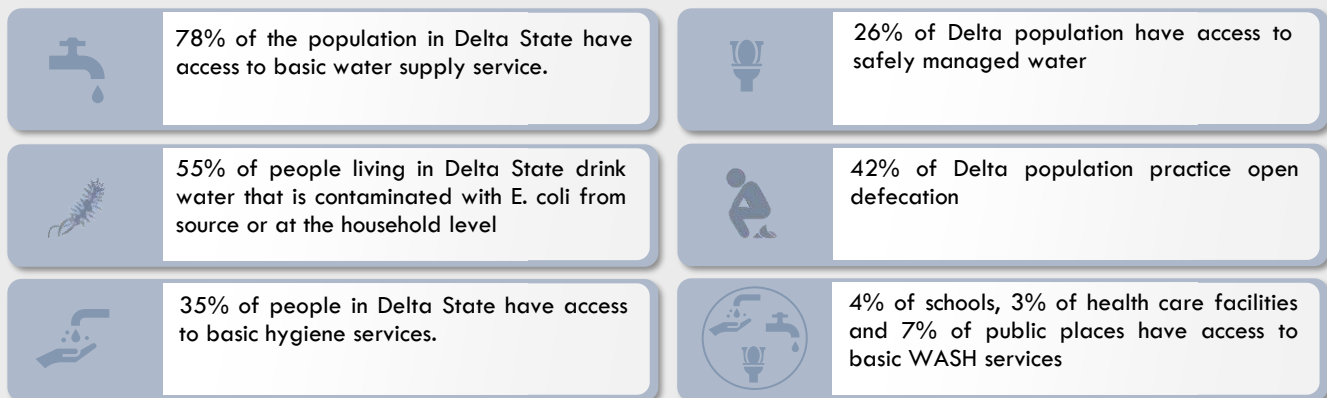 78% of the population in Delta State have
access to basic water supply service.
26% of Delta population have access to
safely managed water
55% of people living in Delta State drink
water that is contaminated with E. coli from
source or at the household level
42% of Delta population practice open
defecation
35% of people in Delta State have access
to basic hygiene services.
4% of schools, 3% of health care facilities
and 7% of public places have access to
basic WASH services